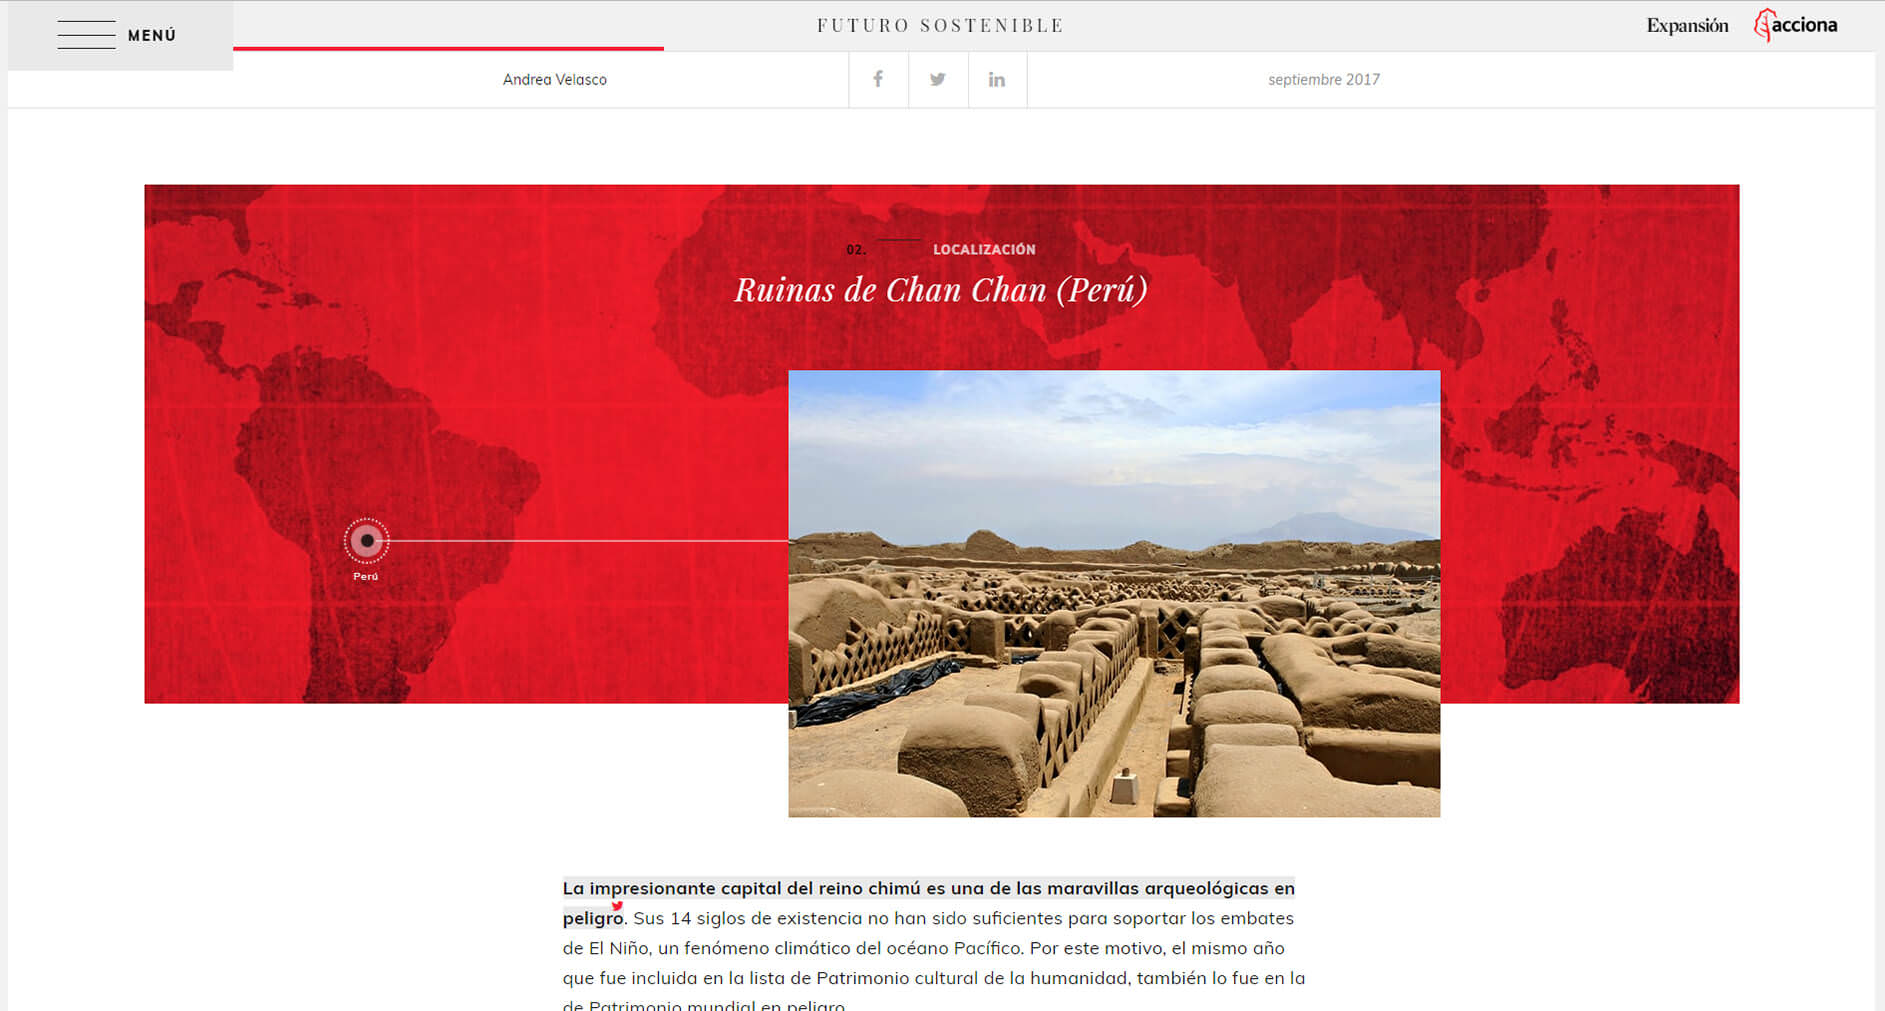 MENÚ
FUTURO SOSTENIBLE
Expansión
acciona
Andrea Velasco
septiembre 2017
02.
LOCALIZACIÓN
Ruinas de Chan Chan (Perú)
Perú
La impresionante capital del reino chimú es una de las maravillas arqueológicas en
peligro. Sus 14 siglos de existencia no han sido suficientes para soportar los embates
de El Niño, un fenómeno climático del océano Pacífico. Por este motivo, el mismo año
que fue incluida en la lista de Patrimonio cultural de la humanidad, también lo fue en la
de Patrimonio mundial en peligro.